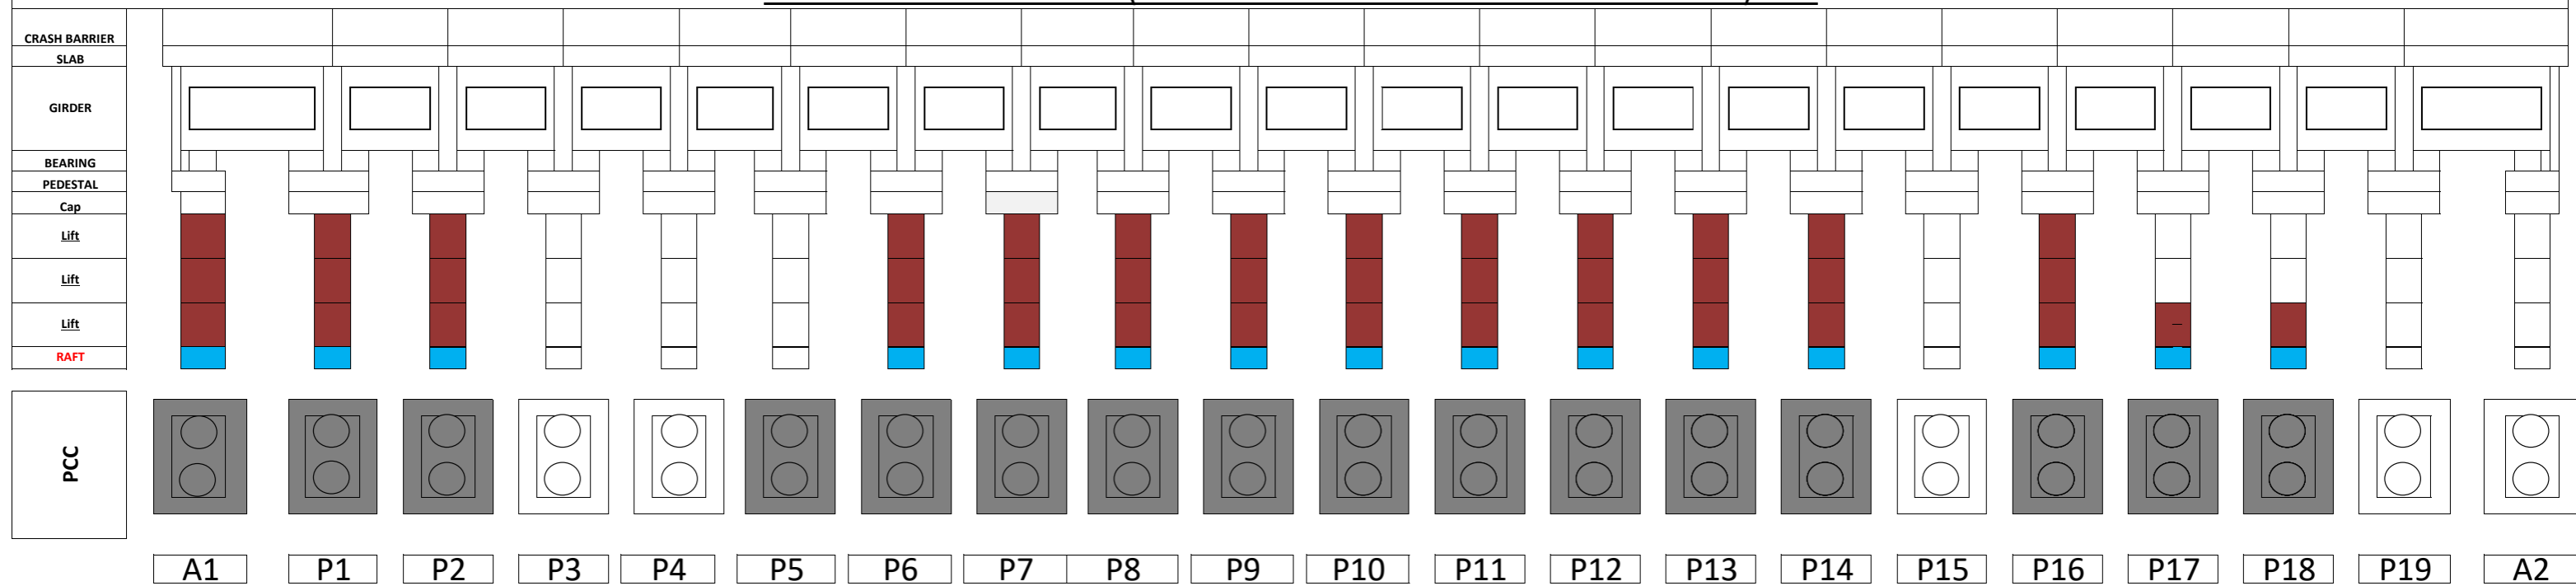 CRASH BARRIER
SLAB
GIRDER
BEARING
PEDESTAL
Cap
Lift
Lift
Lift
RAFT
PCC
A1 P1 P2 P3 P4 P5 P6 P7 P8 P9 P10 P11 P12 P13 P14 P15 P16 P17 P18 P19 A2